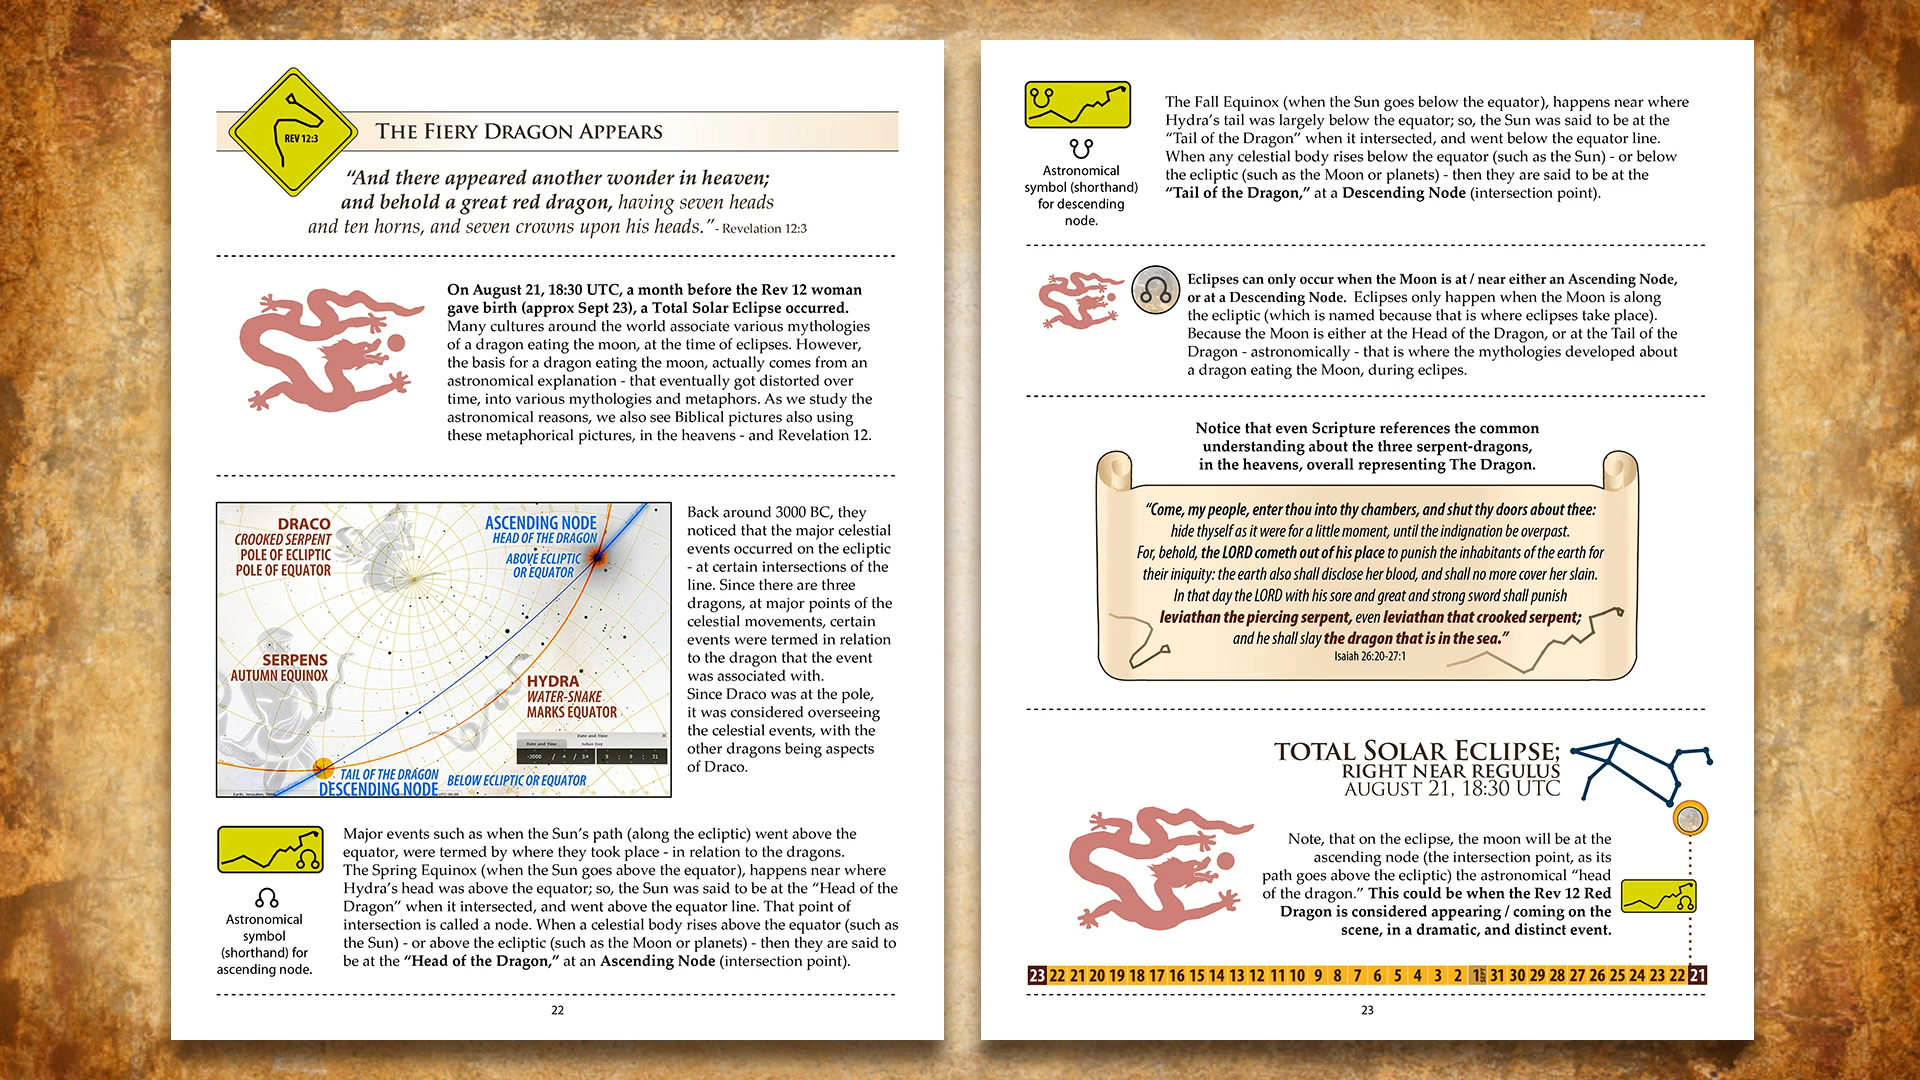 REV 12:3
The Fiery Dragon Appears
“And there appeared another wonder in heaven;
and behold a great red dragon, having seven heads
and ten horns, and seven crowns upon his heads.” - Revelation 12:3
On August 21, 18:30 UTC, a month before the Rev 12 woman
gave birth (approx Sept 23), a Total Solar Eclipse occurred.
Many cultures around the world associate various mythologies
of a dragon eating the moon, at the time of eclipses. However,
the basis for a dragon eating the moon, actually comes from an
astronomical explanation - that eventually got distorted over
time, into various mythologies and metaphors. As we study the
astronomical reasons, we also see Biblical pictures also using
these metaphorical pictures, in the heavens - and Revelation 12.
DRACO
CROOKED SERPENT
POLE OF ECLIPTIC
POLE OF EQUATOR
ASCENDING NODE
HEAD OF THE DRAGON
ABOVE ECLIPTIC
OR EQUATOR
SERPENS
AUTUMN EQUINOX
HYDRA
WATER-SNAKE
MARKS EQUATOR
Date and Time
Date and Time Julian Day
-3000 / 4 / 14 9 : 9 : 31
TAIL OF THE DRAGON BELOW ECLIPTIC OR EQUATOR
DESCENDING NODE
Back around 3000 BC, they
noticed that the major celestial
events occurred on the ecliptic
- at certain intersections of the
line. Since there are three
dragons, at major points of the
celestial movements, certain
events were termed in relation
to the dragon that the event
was associated with.
Since Draco was at the pole,
it was considered overseeing
the celestial events, with the
other dragons being aspects
of Draco.
Astronomical
symbol
(shorthand) for
ascending node.
Major events such as when the Sun’s path (along the ecliptic) went above the
equator, were termed by where they took place - in relation to the dragons.
The Spring Equinox (when the Sun goes above the equator), happens near where
Hydra’s head was above the equator; so, the Sun was said to be at the “Head of the
Dragon” when it intersected, and went above the equator line. That point of
intersection is called a node. When a celestial body rises above the equator (such as
the Sun) - or above the ecliptic (such as the Moon or planets) - then they are said to
be at the “Head of the Dragon,” at an Ascending Node (intersection point).
22
Astronomical
symbol (shorthand)
for descending
node.
The Fall Equinox (when the Sun goes below the equator), happens near where
Hydra’s tail was largely below the equator; so, the Sun was said to be at the
“Tail of the Dragon” when it intersected, and went below the equator line.
When any celestial body rises below the equator (such as the Sun) - or below
the ecliptic (such as the Moon or planets) - then they are said to be at the
“Tail of the Dragon,” at a Descending Node (intersection point).
Eclipses can only occur when the Moon is at / near either an Ascending Node,
or at a Descending Node. Eclipses only happen when the Moon is along
the ecliptic (which is named because that is where eclipses take place).
Because the Moon is either at the Head of the Dragon, or at the Tail of the
Dragon - astronomically - that is where the mythologies developed about
a dragon eating the Moon, during eclipes.
Notice that even Scripture references the common
understanding about the three serpent-dragons,
in the heavens, overall representing The Dragon.
“Come, my people, enter thou into thy chambers, and shut thy doors about thee:
hide thyself as it were for a little moment, until the indignation be overpast.
For, behold, the LORD cometh out of his place to punish the inhabitants of the earth for
their iniquity: the earth also shall disclose her blood, and shall no more cover her slain.
In that day the LORD with his sore and great and strong sword shall punish
leviathan the piercing serpent, even leviathan that crooked serpent;
and he shall slay the dragon that is in the sea.”
Isaiah 26:20-27:1
Total Solar Eclipse;
right near Regulus
August 21, 18:30 UTC
Note, that on the eclipse, the moon will be at the
ascending node (the intersection point, as its
path goes above the ecliptic) the astronomical “head
of the dragon.” This could be when the Rev 12 Red
Dragon is considered appearing / coming on the
scene, in a dramatic, and distinct event.
23 22 21 20 19 18 17 16 15 14 13 12 11 10 9 8 7 6 5 4 3 2 1 31 30 29 28 27 26 25 24 23 22 21
23